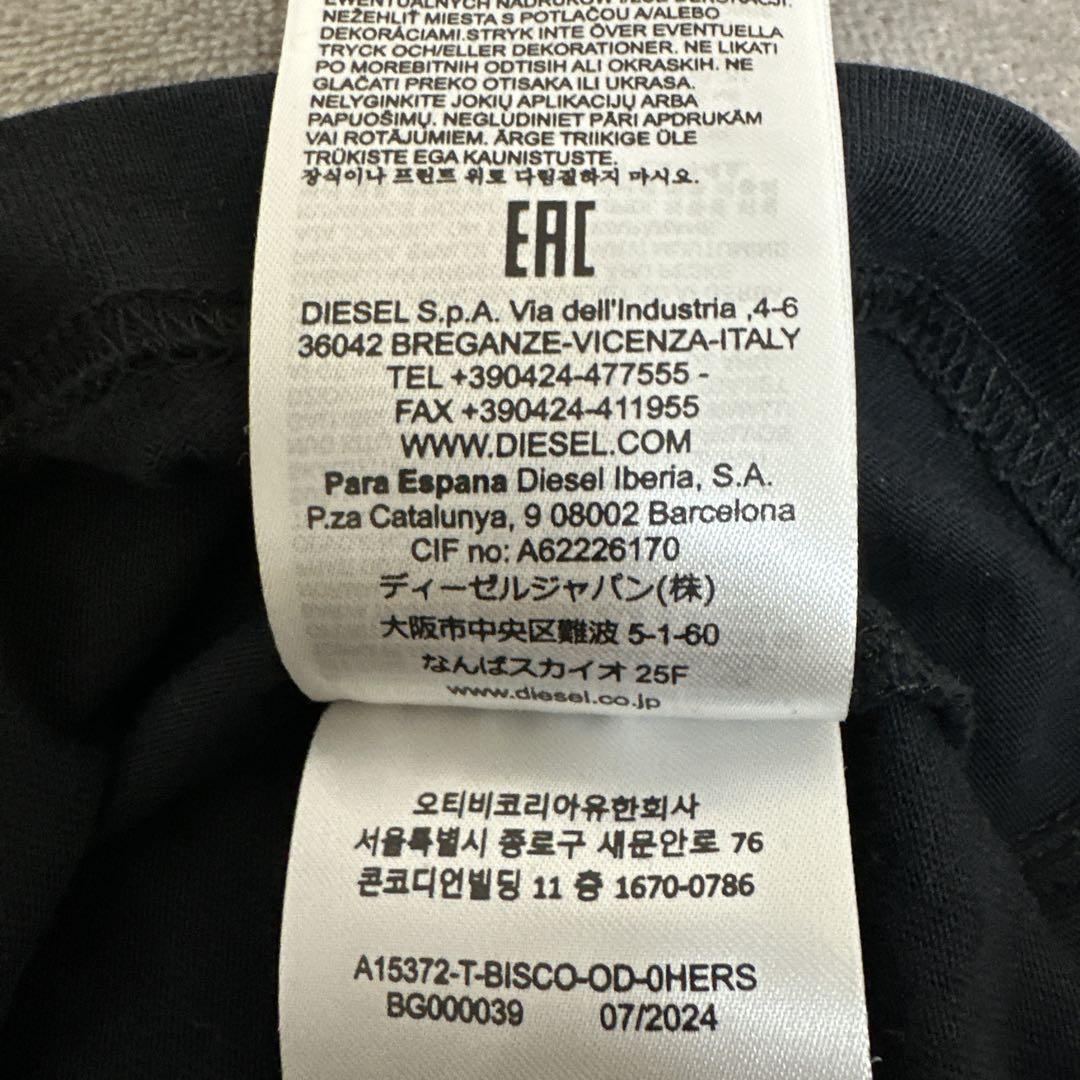 EWENTUALNYCH NADRUKÓW I/LUB DEKORACJI.
NEŽEHLIŤ MIESTA S POTLAČOU A/ALEBO
DEKORÁCIAMI.STRYK INTE ÖVER EVENTUELLA
TRYCK OCH/ELLER DEKORATIONER. NE LIKATI
PO MOREBITNIH ODTISIH ALI OKRASKIH. NE
GLAČATI PREKO OTISAKA ILI UKRASA.
NELYGINKITE JOKIŲ APLIKACIJŲ ARBA
PAPUOŠIMŲ. NEGLUDINIET PĀRI APDRUKĀM
VAI ROTĀJUMIEM. ÄRGE TRIIKIGE ÜLE
TRÜKISTE EGA KAUNISTUSTE.
장식이나 프린트 위로 다림질하지 마시오.
EAC
DIESEL S.p.A. Via dell'Industria ,4-6
36042 BREGANZE-VICENZA-ITALY
TEL +390424-477555 -
FAX +390424-411955
WWW.DIESEL.COM
Para Espana Diesel Iberia, S.A.
P.za Catalunya, 9 08002 Barcelona
CIF no: A62226170
ディーゼルジャパン(株)
大阪市中央区難波 5-1-60
なんばスカイオ 25F
www.diesel.co.jp
오티비코리아유한회사
서울특별시 종로구 새문안로 76
콘코디언빌딩 11 층 1670-0786
A15372-T-BISCO-OD-0HERS
BG000039 07/2024